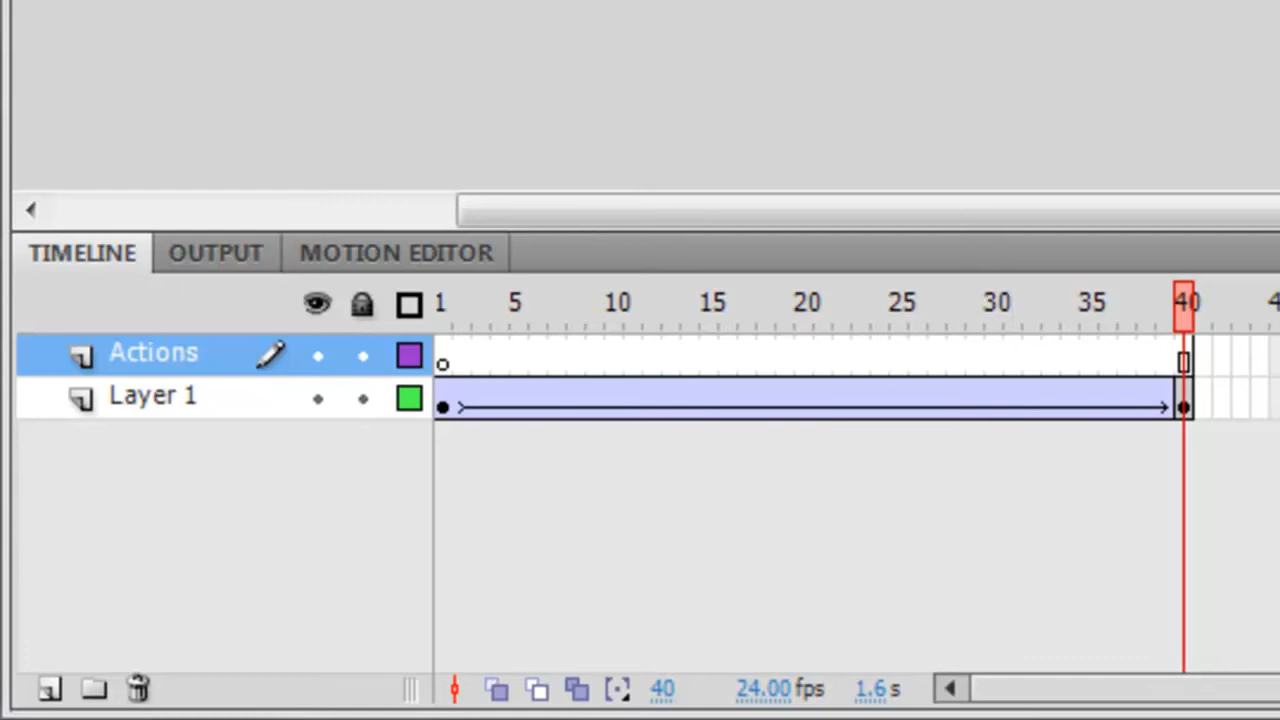 TIMELINE OUTPUT MOTION EDITOR
1 5 10 15 20 25 30 35 40 4
Actions
Layer 1
40 24.00 fps 1.6 s